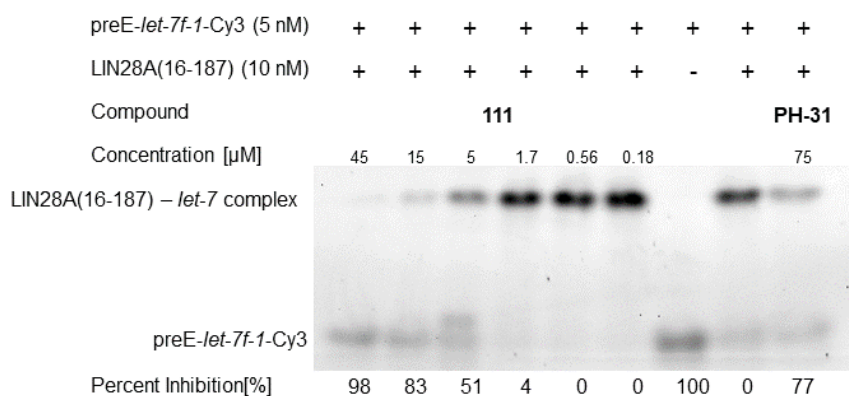 preE-let-7f-1-Cy3 (5 nM) + + + + + + + + +
LIN28A(16-187) (10 nM) + + + + + + - + +
Compound 111 PH-31
Concentration [µM] 45 15 5 1.7 0.56 0.18 75
LIN28A(16-187) – let-7 complex
preE-let-7f-1-Cy3
Percent Inhibition[%] 98 83 51 4 0 0 100 0 77